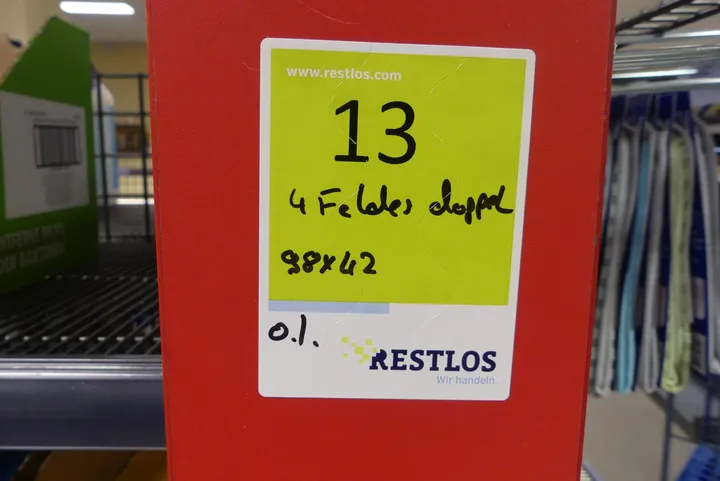 www.restlos.com
13
4 Felder doppel
98x42
o.l.
RESTLOS
Wir handeln.